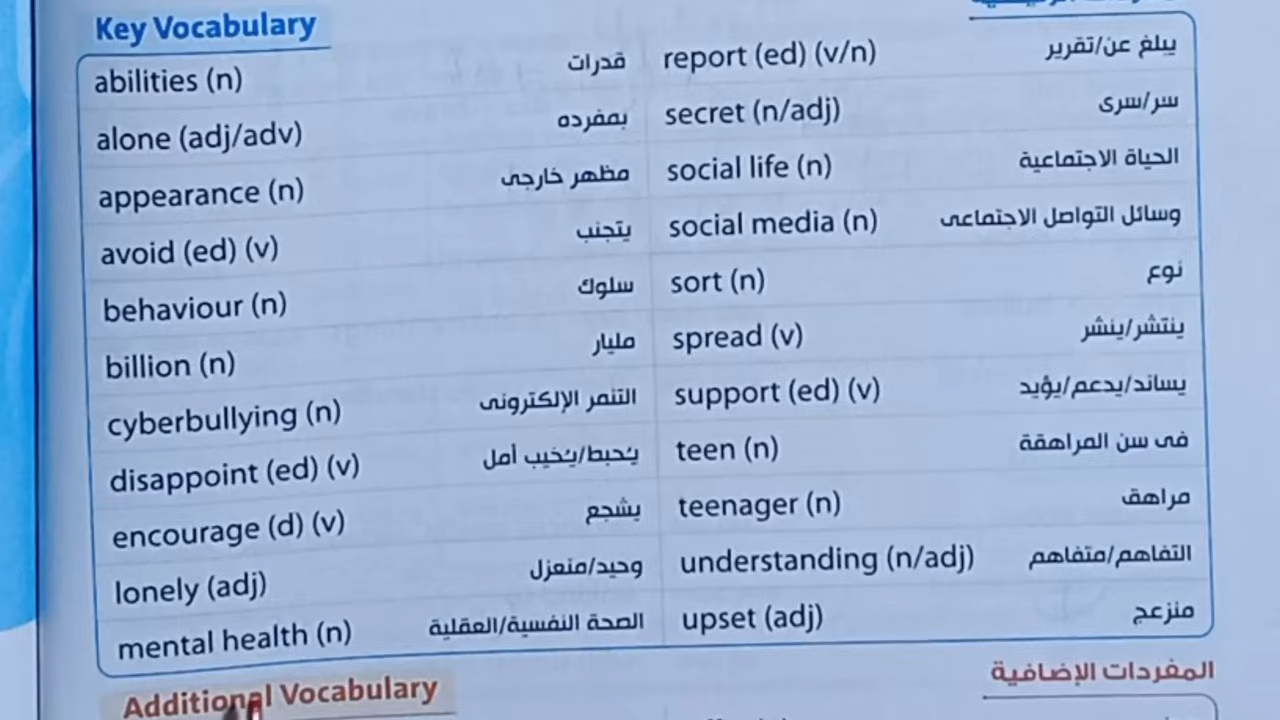 Key Vocabulary
abilities (n) قدرات report (ed) (v/n) يبلغ عن/تقرير
alone (adj/adv) بمفرده secret (n/adj) سر/سرى
appearance (n) مظهر خارجى social life (n) الحياة الاجتماعية
avoid (ed) (v) يتجنب social media (n) وسائل التواصل الاجتماعى
behaviour (n) سلوك sort (n) نوع
billion (n) مليار spread (v) ينتشر/ينشر
cyberbullying (n) التنمر الإلكترونى support (ed) (v) يساند/يدعم/يؤيد
disappoint (ed) (v) يُحبط/يُخيب أمل teen (n) فى سن المراهقة
encourage (d) (v) يشجع teenager (n) مراهق
lonely (adj) وحيد/منعزل understanding (n/adj) التفاهم/متفاهم
mental health (n) الصحة النفسية/العقلية upset (adj) منزعج
Additional Vocabulary المفردات الإضافية